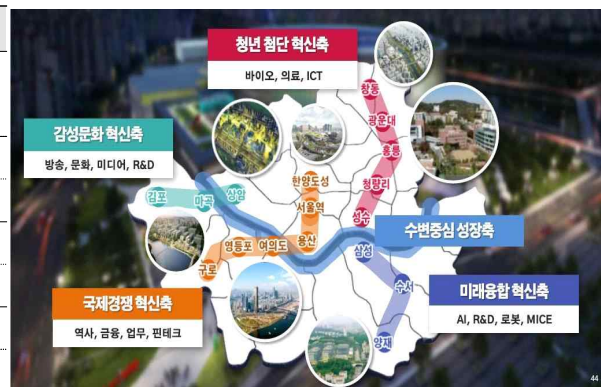 청년 첨단 혁신축
바이오, 의료, ICT
감성문화 혁신축
방송, 문화, 미디어, R&D
창동
광운대
홍릉
청량리
성수
김포
마곡
상암
한양도성
서울역
용산
여의도
영등포
구로
수변중심 성장축
삼성
수서
양재
국제경쟁 혁신축
역사, 금융, 업무, 핀테크
미래융합 혁신축
AI, R&D, 로봇, MICE
44